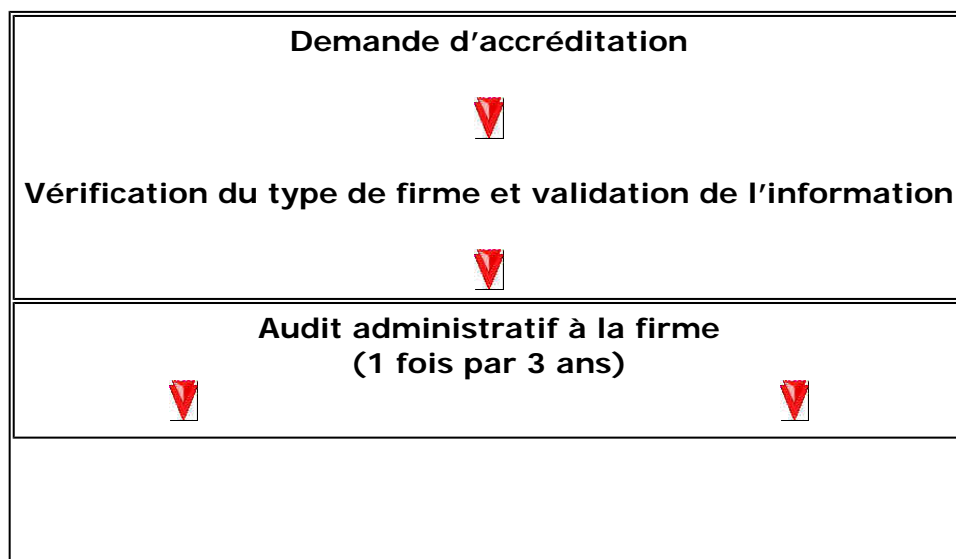 Demande d’accréditation
Vérification du type de firme et validation de l’information
Audit administratif à la firme
(1 fois par 3 ans)